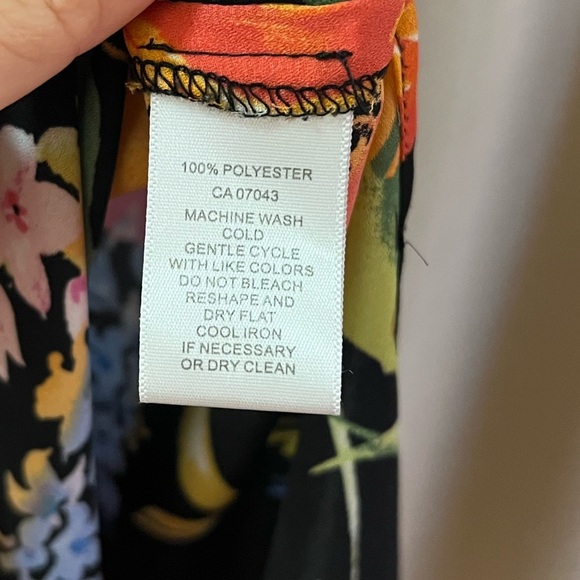 100% POLYESTER
CA 07043
MACHINE WASH
COLD
GENTLE CYCLE
WITH LIKE COLORS
DO NOT BLEACH
RESHAPE AND
DRY FLAT
COOL IRON
IF NECESSARY
OR DRY CLEAN